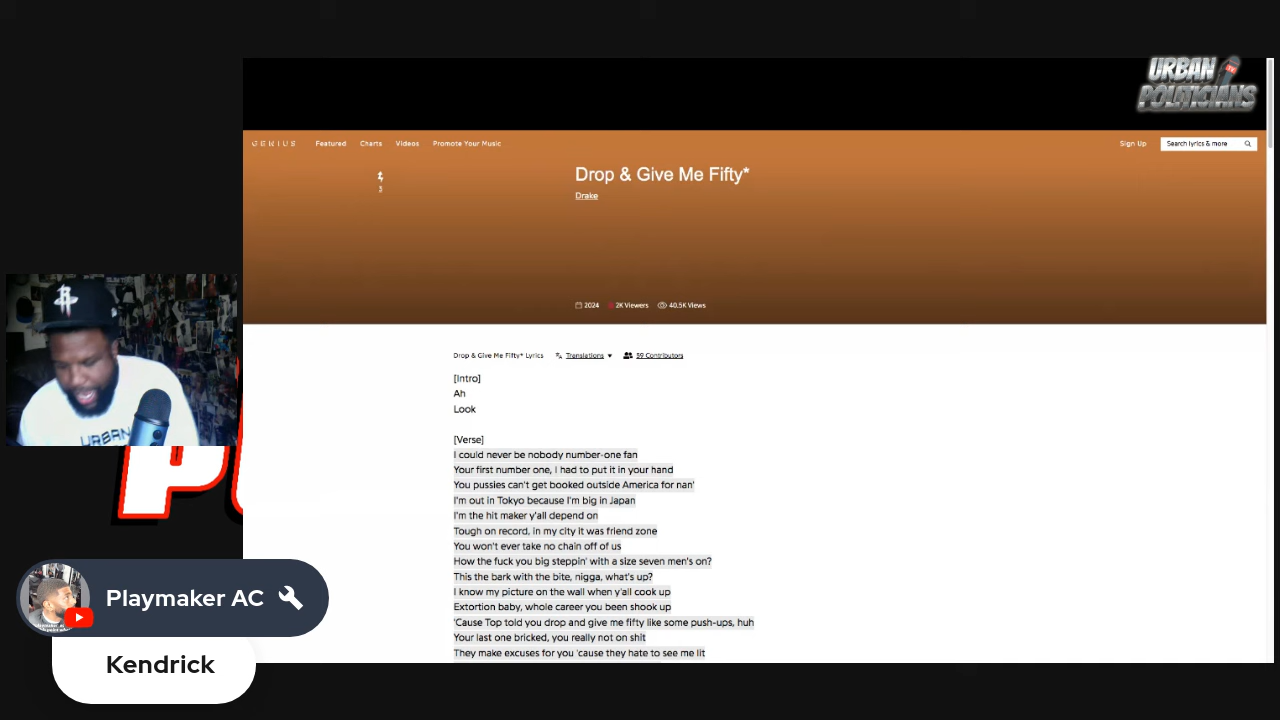 URBAN
POLITICIANS
GENIUS Featured Charts Videos Promote Your Music Sign Up Search lyrics & more
3
Drop & Give Me Fifty*
Drake
2024 2K Viewers 40.5K Views
Drop & Give Me Fifty* Lyrics Translations 59 Contributors
[Intro]
Ah
Look
[Verse]
I could never be nobody number-one fan
Your first number one, I had to put it in your hand
You pussies can't get booked outside America for nan'
I'm out in Tokyo because I'm big in Japan
I'm the hit maker y'all depend on
Tough on record, in my city it was friend zone
You won't ever take no chain off of us
How the fuck you big steppin' with a size seven men's on?
This the bark with the bite, nigga, what's up?
I know my picture on the wall when y'all cook up
Extortion baby, whole career you been shook up
'Cause Top told you drop and give me fifty like some push-ups, huh
Your last one bricked, you really not on shit
They make excuses for you 'cause they hate to see me lit
URBAN
Playmaker AC
Kendrick